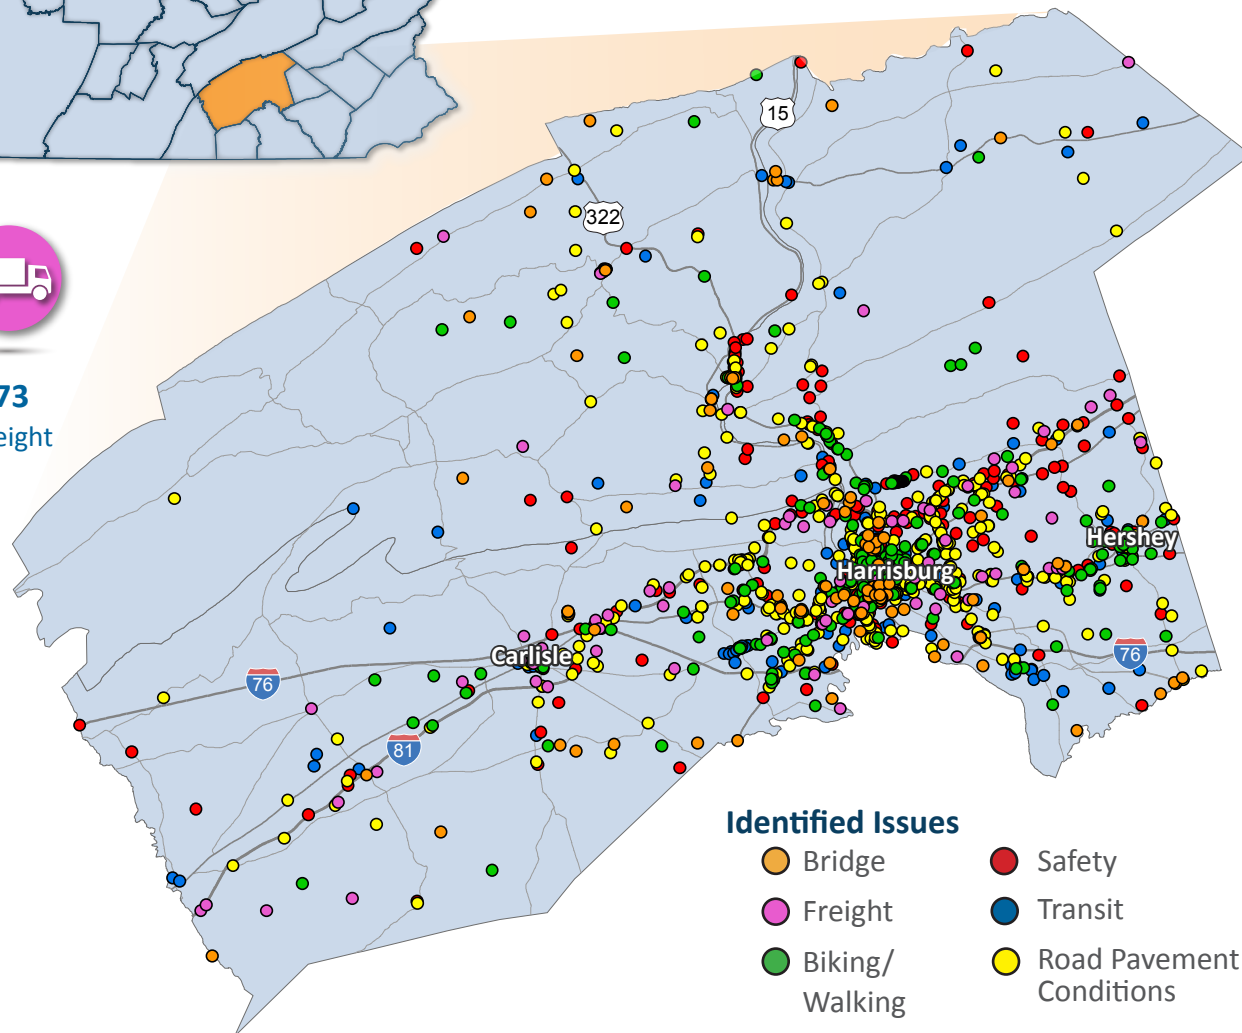 15
322
73
eight
Hershey
Harrisburg
Carlisle
76
76
81
Identified Issues
Bridge
Safety
Freight
Transit
Biking/
Walking
Road Pavement
Conditions